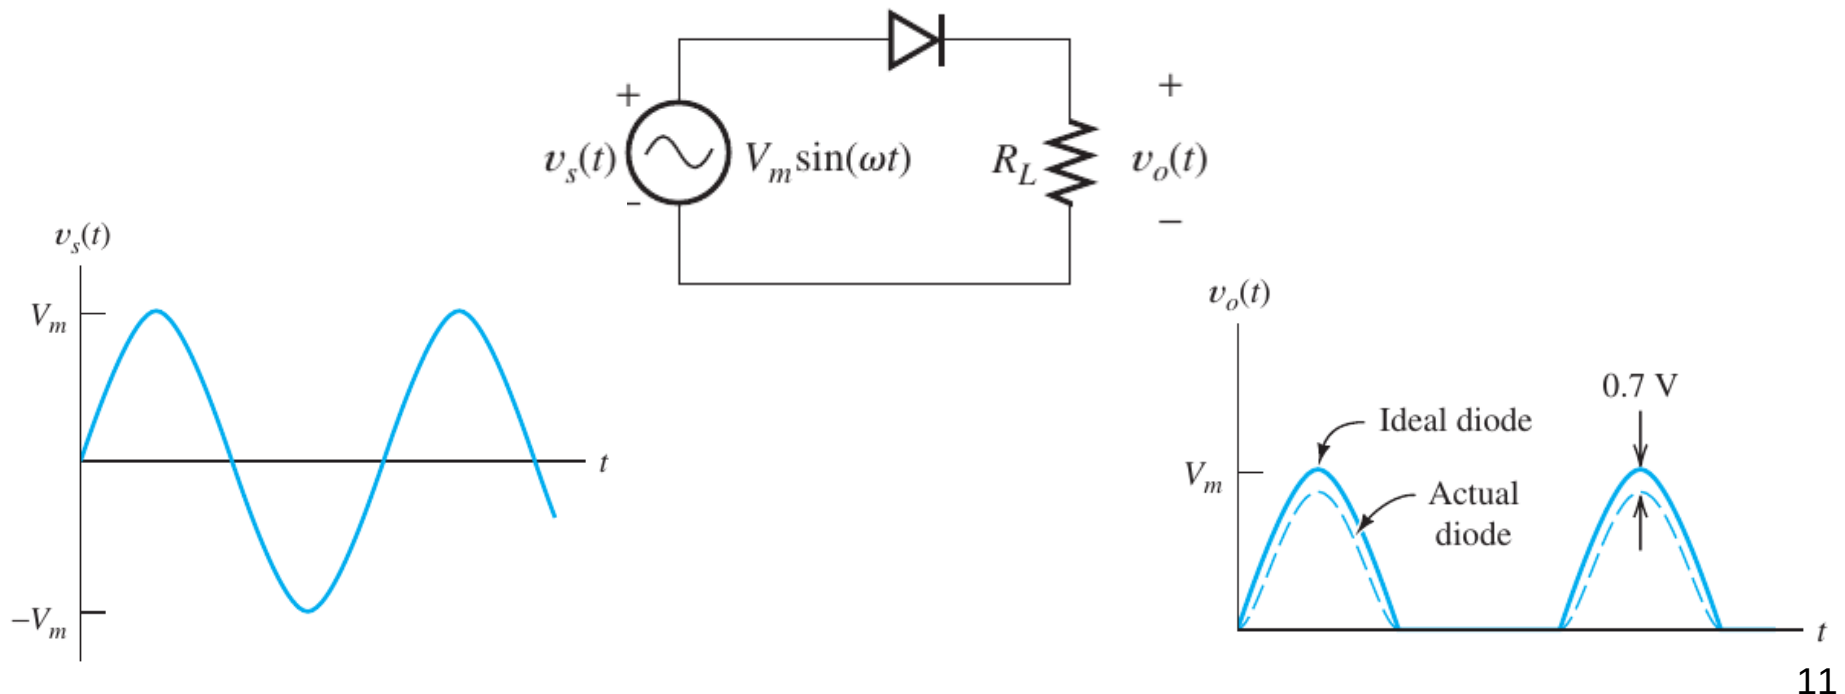 +
v_s(t)
V_m sin(ωt)
-
R_L
+
v_o(t)
−
v_s(t)
V_m
t
−V_m
v_o(t)
0.7 V
Ideal diode
V_m
Actual
diode
t
11